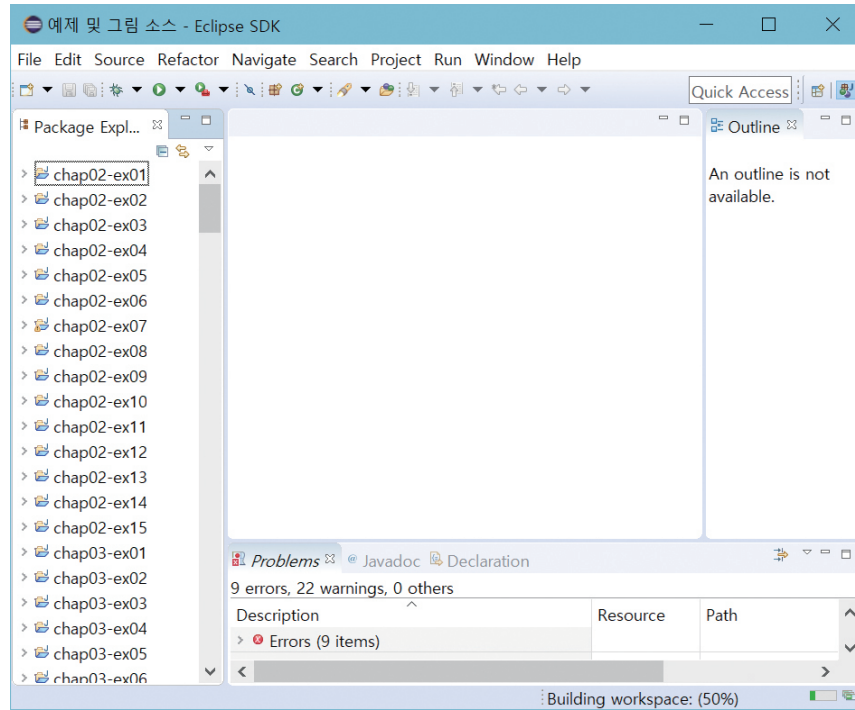 예제 및 그림 소스 - Eclipse SDK
File Edit Source Refactor Navigate Search Project Run Window Help
Quick Access
Package Expl...
chap02-ex01
chap02-ex02
chap02-ex03
chap02-ex04
chap02-ex05
chap02-ex06
chap02-ex07
chap02-ex08
chap02-ex09
chap02-ex10
chap02-ex11
chap02-ex12
chap02-ex13
chap02-ex14
chap02-ex15
chap03-ex01
chap03-ex02
chap03-ex03
chap03-ex04
chap03-ex05
chap03-ex06
Outline
An outline is not
available.
Problems @ Javadoc Declaration
9 errors, 22 warnings, 0 others
Description Resource Path
Errors (9 items)
Building workspace: (50%)